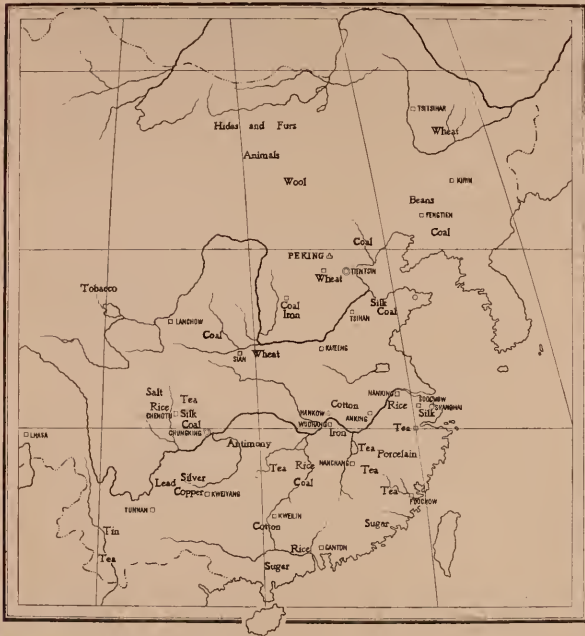 TSITSIHAR
Hides and Furs
Wheat
Animals
KIRIN
Wool
Beans
FENGTIEN
Coal
Coal
PEKING
TIENTSIN
Wheat
Tobacco
Silk
Coal
Coal
Iron
TSINAN
LANCHOW
Coal
KAIFENG
SIAN
Wheat
Salt
Tea
NANKING
Rice
Cotton
Rice
SOOCHOW
SHANGHAI
CHENGTU
Silk
HANKOW
ANKING
Silk
Coal
WUCHANG
Iron
Tea
CHUNGKING
LHASA
Antimony
Tea
Porcelain
Silver
Tea
Rice
NANCHANG
Tea
Lead
Coal
Copper
KWEIYANG
Tea
FOOCHOW
YUNNAN
KWEILIN
Cotton
Sugar
Tin
Rice
CANTON
Tea
Sugar